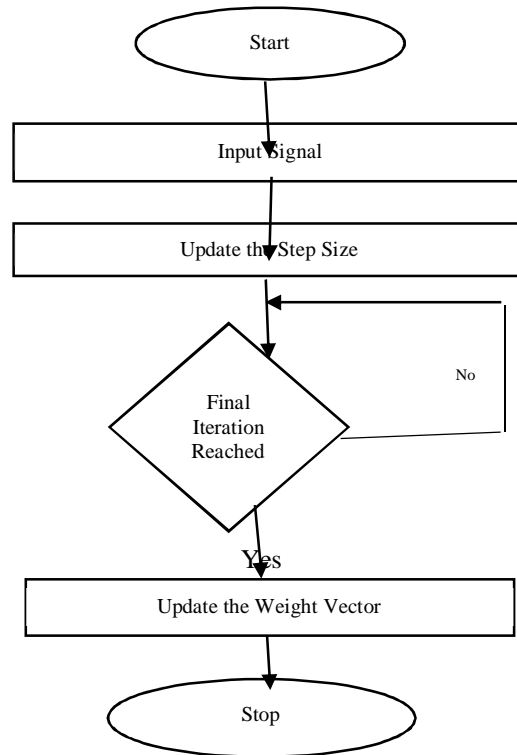 Start
Input Signal
Update the Step Size
No
Final
Iteration
Reached
Yes
Update the Weight Vector
Stop